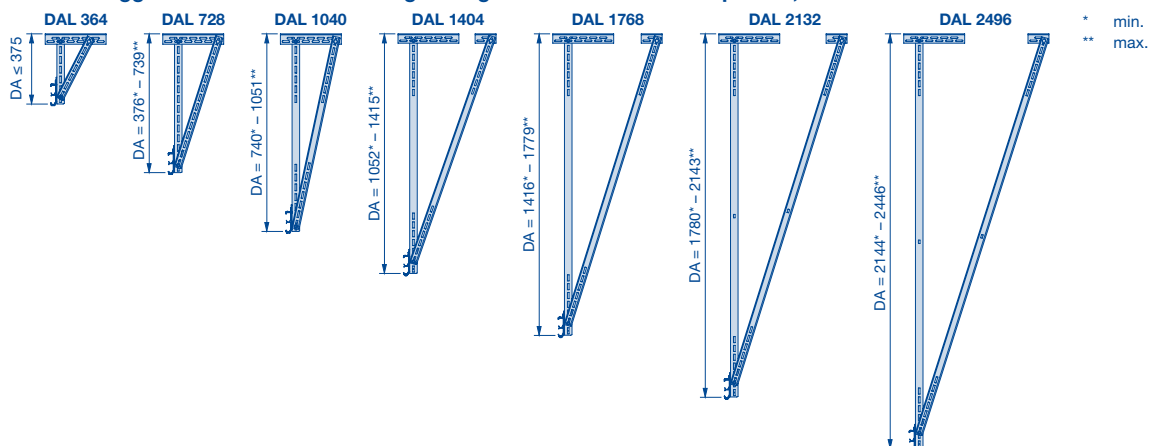 DAL 364
DAL 728
DAL 1040
DAL 1404
DAL 1768
DAL 2132
DAL 2496
* min.
** max.
DA ≤ 375
DA = 376* – 739**
DA = 740* – 1051**
DA = 1052* – 1415**
DA = 1416* – 1779**
DA = 1780* – 2143**
DA = 2144* – 2446**